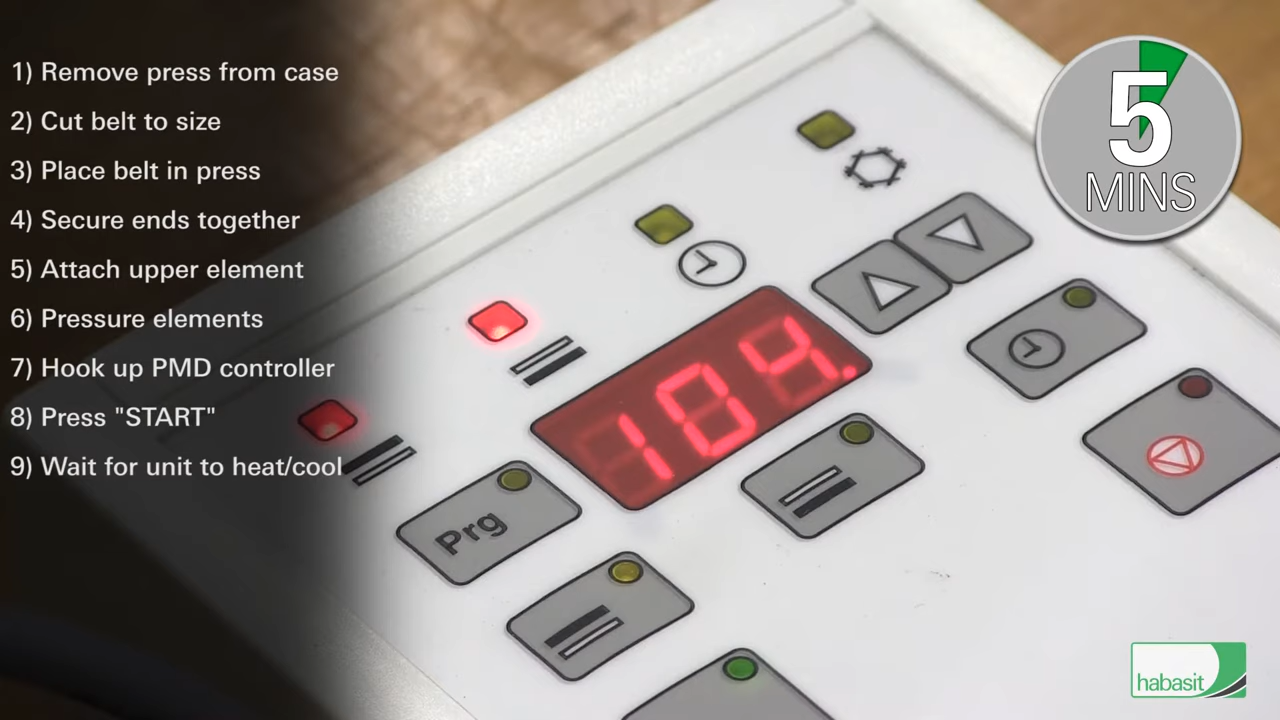 1) Remove press from case
2) Cut belt to size
3) Place belt in press
4) Secure ends together
5) Attach upper element
6) Pressure elements
7) Hook up PMD controller
8) Press "START"
9) Wait for unit to heat/cool
5
MINS
184.
Prg
habasit